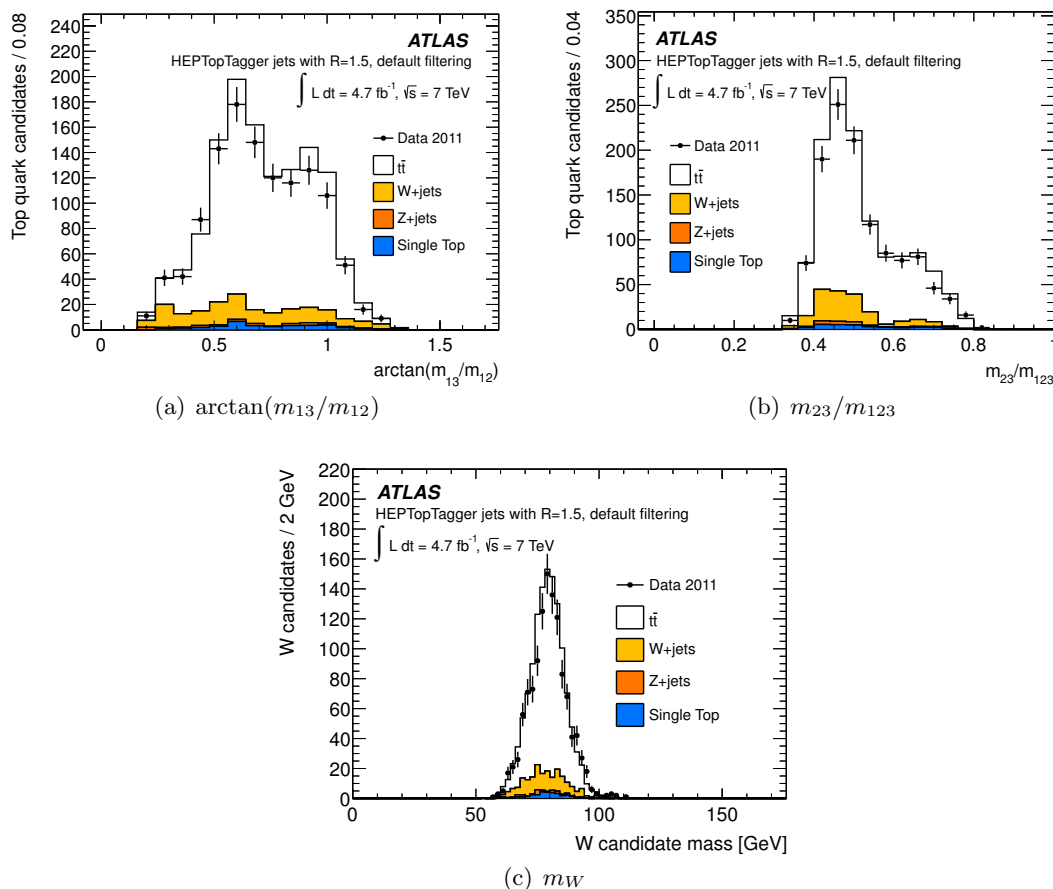 Top quark candidates / 0.08
240
220
200
180
160
140
120
100
80
60
40
20
0
ATLAS
HEPTopTagger jets with R=1.5, default filtering
∫ L dt = 4.7 fb⁻¹, √s = 7 TeV
Data 2011
tt̄
W+jets
Z+jets
Single Top
0 0.5 1 1.5
arctan(m₁₃/m₁₂)
(a) arctan(m₁₃/m₁₂)
Top quark candidates / 0.04
350
300
250
200
150
100
50
0
ATLAS
HEPTopTagger jets with R=1.5, default filtering
∫ L dt = 4.7 fb⁻¹, √s = 7 TeV
Data 2011
tt̄
W+jets
Z+jets
Single Top
0 0.2 0.4 0.6 0.8 1
m₂₃/m₁₂₃
(b) m₂₃/m₁₂₃
W candidates / 2 GeV
220
200
180
160
140
120
100
80
60
40
20
0
ATLAS
HEPTopTagger jets with R=1.5, default filtering
∫ L dt = 4.7 fb⁻¹, √s = 7 TeV
Data 2011
tt̄
W+jets
Z+jets
Single Top
0 50 100 150
W candidate mass [GeV]
(c) m_W